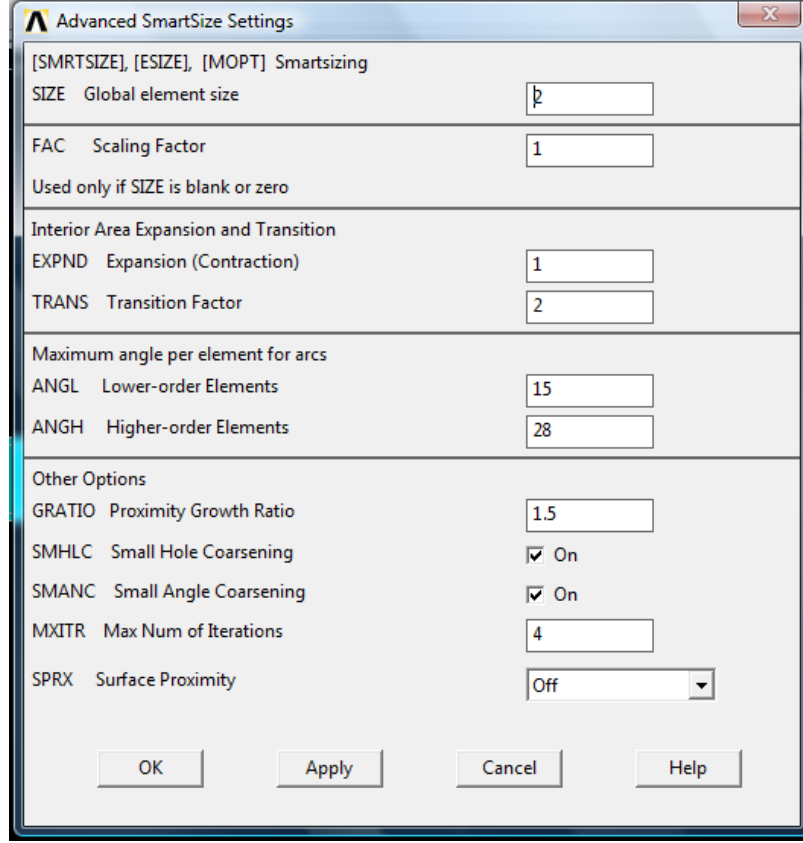 Advanced SmartSize Settings
[SMRTSIZE], [ESIZE], [MOPT] Smartsizing
SIZE Global element size 2
FAC Scaling Factor 1
Used only if SIZE is blank or zero
Interior Area Expansion and Transition
EXPND Expansion (Contraction) 1
TRANS Transition Factor 2
Maximum angle per element for arcs
ANGL Lower-order Elements 15
ANGH Higher-order Elements 28
Other Options
GRATIO Proximity Growth Ratio 1.5
SMHLC Small Hole Coarsening On
SMANC Small Angle Coarsening On
MXITR Max Num of Iterations 4
SPRX Surface Proximity Off
OK Apply Cancel Help